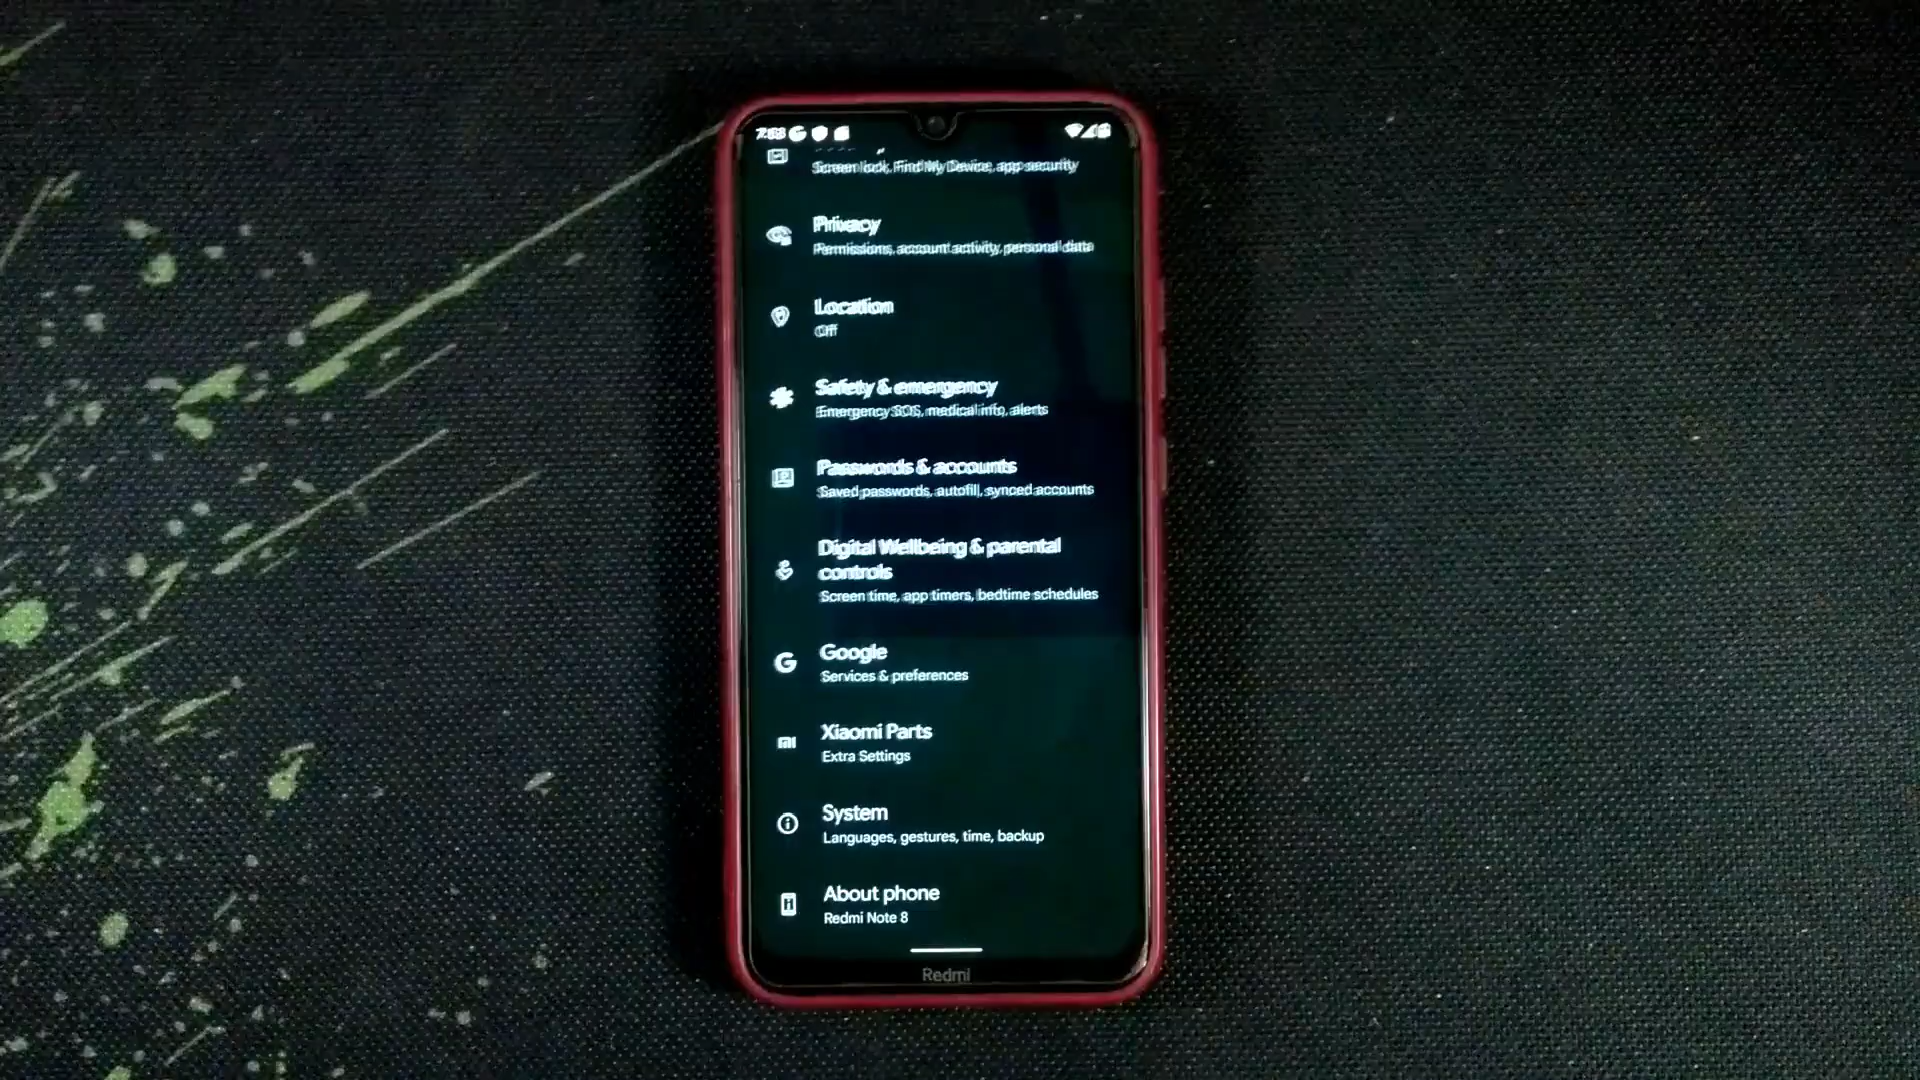 Screen lock, Find My Device, app security
Privacy
Permissions, account activity, personal data
Location
Off
Safety & emergency
Emergency SOS, medical info, alerts
Passwords & accounts
Saved passwords, autofill, synced accounts
Digital Wellbeing & parental
controls
Screen time, app timers, bedtime schedules
Google
Services & preferences
Xiaomi Parts
Extra Settings
System
Languages, gestures, time, backup
About phone
Redmi Note 8
Redmi